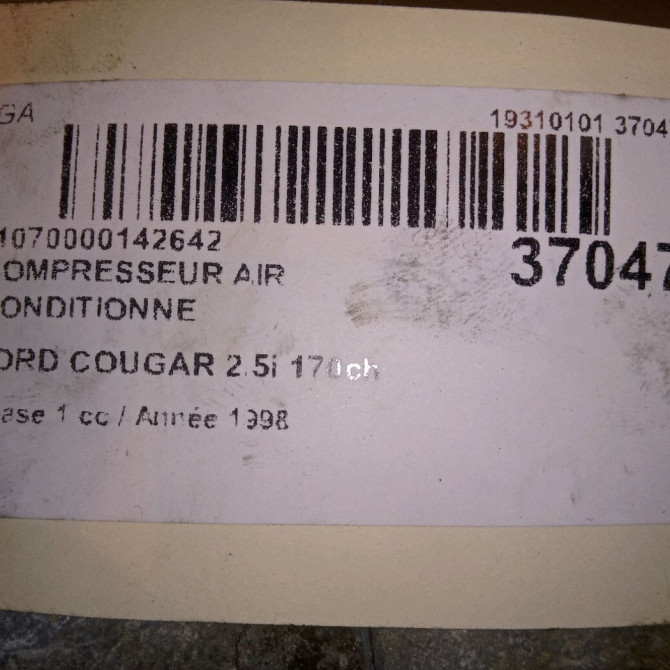 GA
19310101 3704
1070000142642
37047
OMPRESSEUR AIR
ONDITIONNE
ORD COUGAR 2.5i 170ch
ase 1 cc / Année 1998